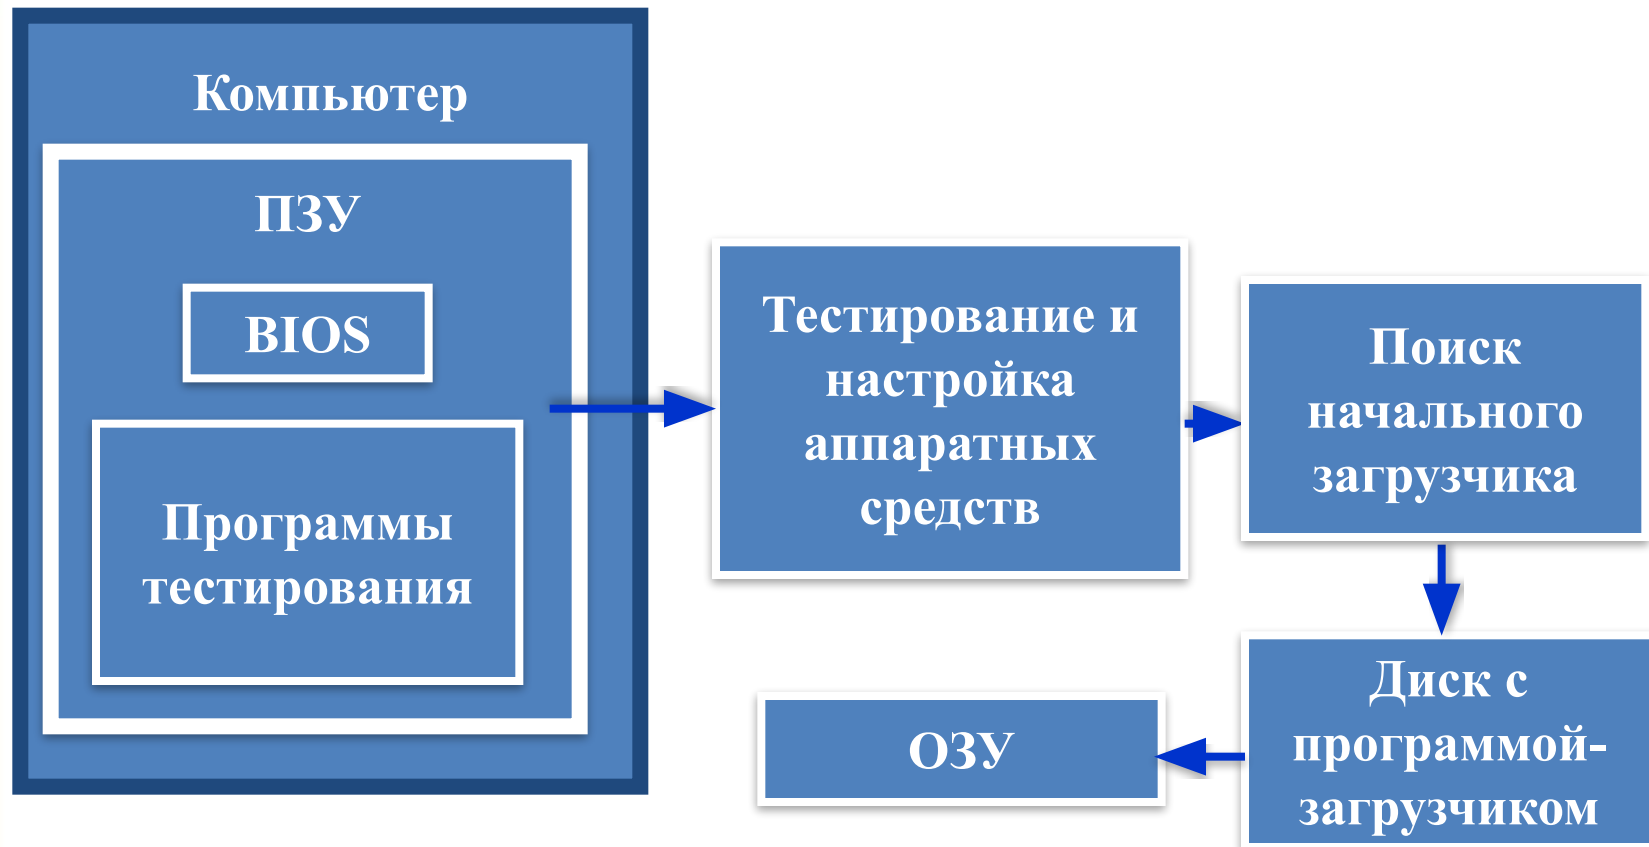 Компьютер
ПЗУ
BIOS
Программы
тестирования
Тестирование и
настройка
аппаратных
средств
Поиск
начального
загрузчика
Диск с
программой-
загрузчиком
ОЗУ